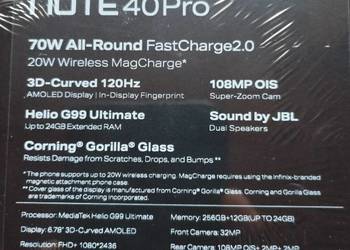 NOTE 40 Pro
70W All-Round FastCharge2.0
20W Wireless MagCharge*
3D-Curved 120Hz
AMOLED Display | In-Display Fingerprint
108MP OIS
Super-Zoom Cam
Helio G99 Ultimate
Up to 24GB Extended RAM
Sound by JBL
Dual Speakers
Corning® Gorilla® Glass
Resists Damage from Scratches, Drops, and Bumps **
*The phone supports up to 20W wireless charging. MagCharge requires using the Infinix-branded
magnetic attachment phone case.
** Cover glass of the display is manufactured from Corning® Gorilla® Glass. Corning and Gorilla Glass
are trademarks of Corning Incorporated.
Processor: MediaTek Helio G99 Ultimate
Display: 6.78" 3D-Curved AMOLED
Resolution: FHD+ 1080*2436
Memory: 256GB+12GB(UP TO 24GB)
Front Camera: 32MP
Rear Camera: 108MP OIS+ 2MP+ 2MP